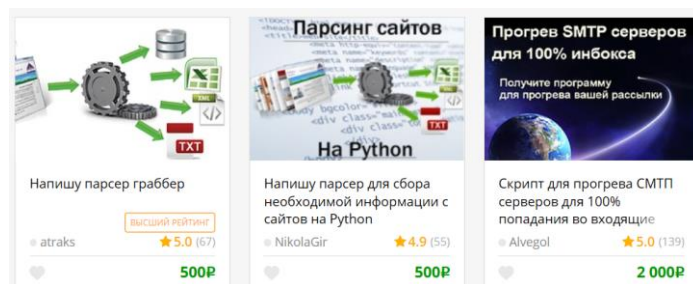 XML
TXT
Напишу парсер граббер
ВЫСШИЙ РЕЙТИНГ
atraks
5.0 (67)
500₽
Парсинг сайтов
На Python
XML
TXT
Напишу парсер для сбора
необходимой информации с
сайтов на Python
NikolaGir
4.9 (55)
500₽
Прогрев SMTP серверов
для 100% инбокса
Получите программу
для прогрева вашей рассылки
Скрипт для прогрева СМТП
серверов для 100%
попадания во входящие
Alvegol
5.0 (139)
2 000₽